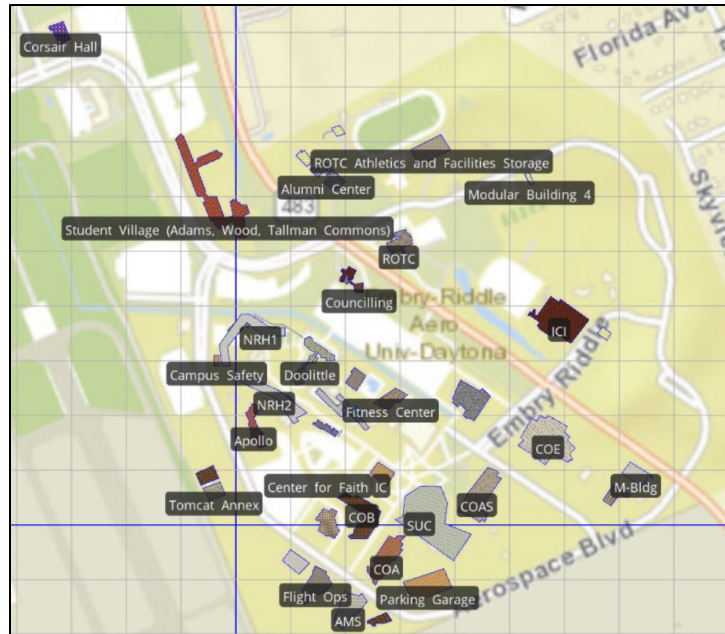 Florida Ave
Corsair Hall
ROTC Athletics and Facilities Storage
Alumni Center
Modular Building 4
483
Skyvi
Student Village (Adams, Wood, Tallman Commons)
ROTC
Councilling
bry-Riddle
Aero
Univ-Daytona
ICI
NRH1
Campus Safety
Doolittle
Embry Riddle
NRH2
Fitness Center
Apollo
COE
Center for Faith IC
M-Bldg
Tomcat Annex
COAS
COB
SUC
Aerospace Blvd
COA
Flight Ops
Parking Garage
AMS